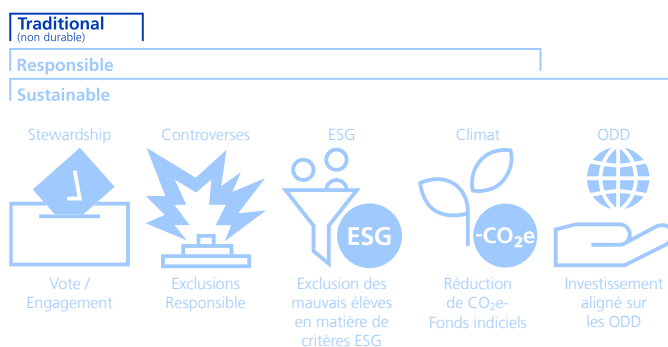 Traditional
(non durable)
Responsible
Sustainable
Stewardship
Controverses
ESG
Climat
ODD
ESG
-CO₂e
Vote /
Engagement
Exclusions
Responsible
Exclusion des
mauvais élèves
en matière de
critères ESG
Réduction
de CO₂e-
Fonds indiciels
Investissement
aligné sur
les ODD